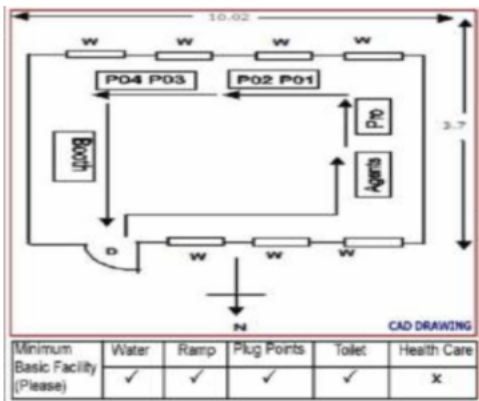 10.02
W W W W
P04 P03 P02 P01
Pro
3.7
Booth
Agents
D
W W W
N
CAD DRAWING
Minimum Basic Facility (Please) Water Ramp Plug Points Toilet Health Care
✓ ✓ ✓ ✓ x